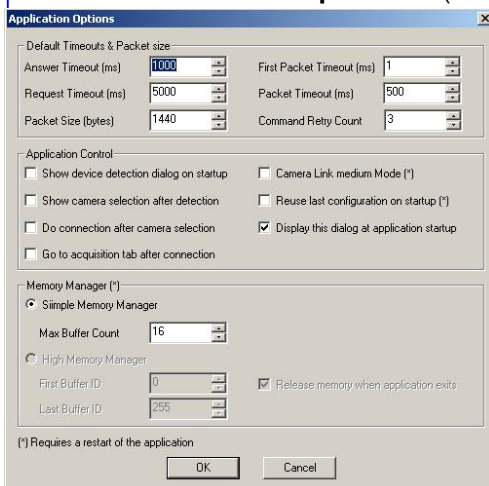 Application Options
Default Timeouts & Packet size
Answer Timeout (ms) 1000 First Packet Timeout (ms) 1
Request Timeout (ms) 5000 Packet Timeout (ms) 500
Packet Size (bytes) 1440 Command Retry Count 3
Application Control
Show device detection dialog on startup Camera Link medium Mode (*)
Show camera selection after detection Reuse last configuration on startup (*)
Do connection after camera selection Display this dialog at application startup
Go to acquisition tab after connection
Memory Manager (*)
Siimple Memory Manager
Max Buffer Count 16
High Memory Manager
First Buffer ID 0 Release memory when application exits
Last Buffer ID 255
(*) Requires a restart of the application
OK Cancel